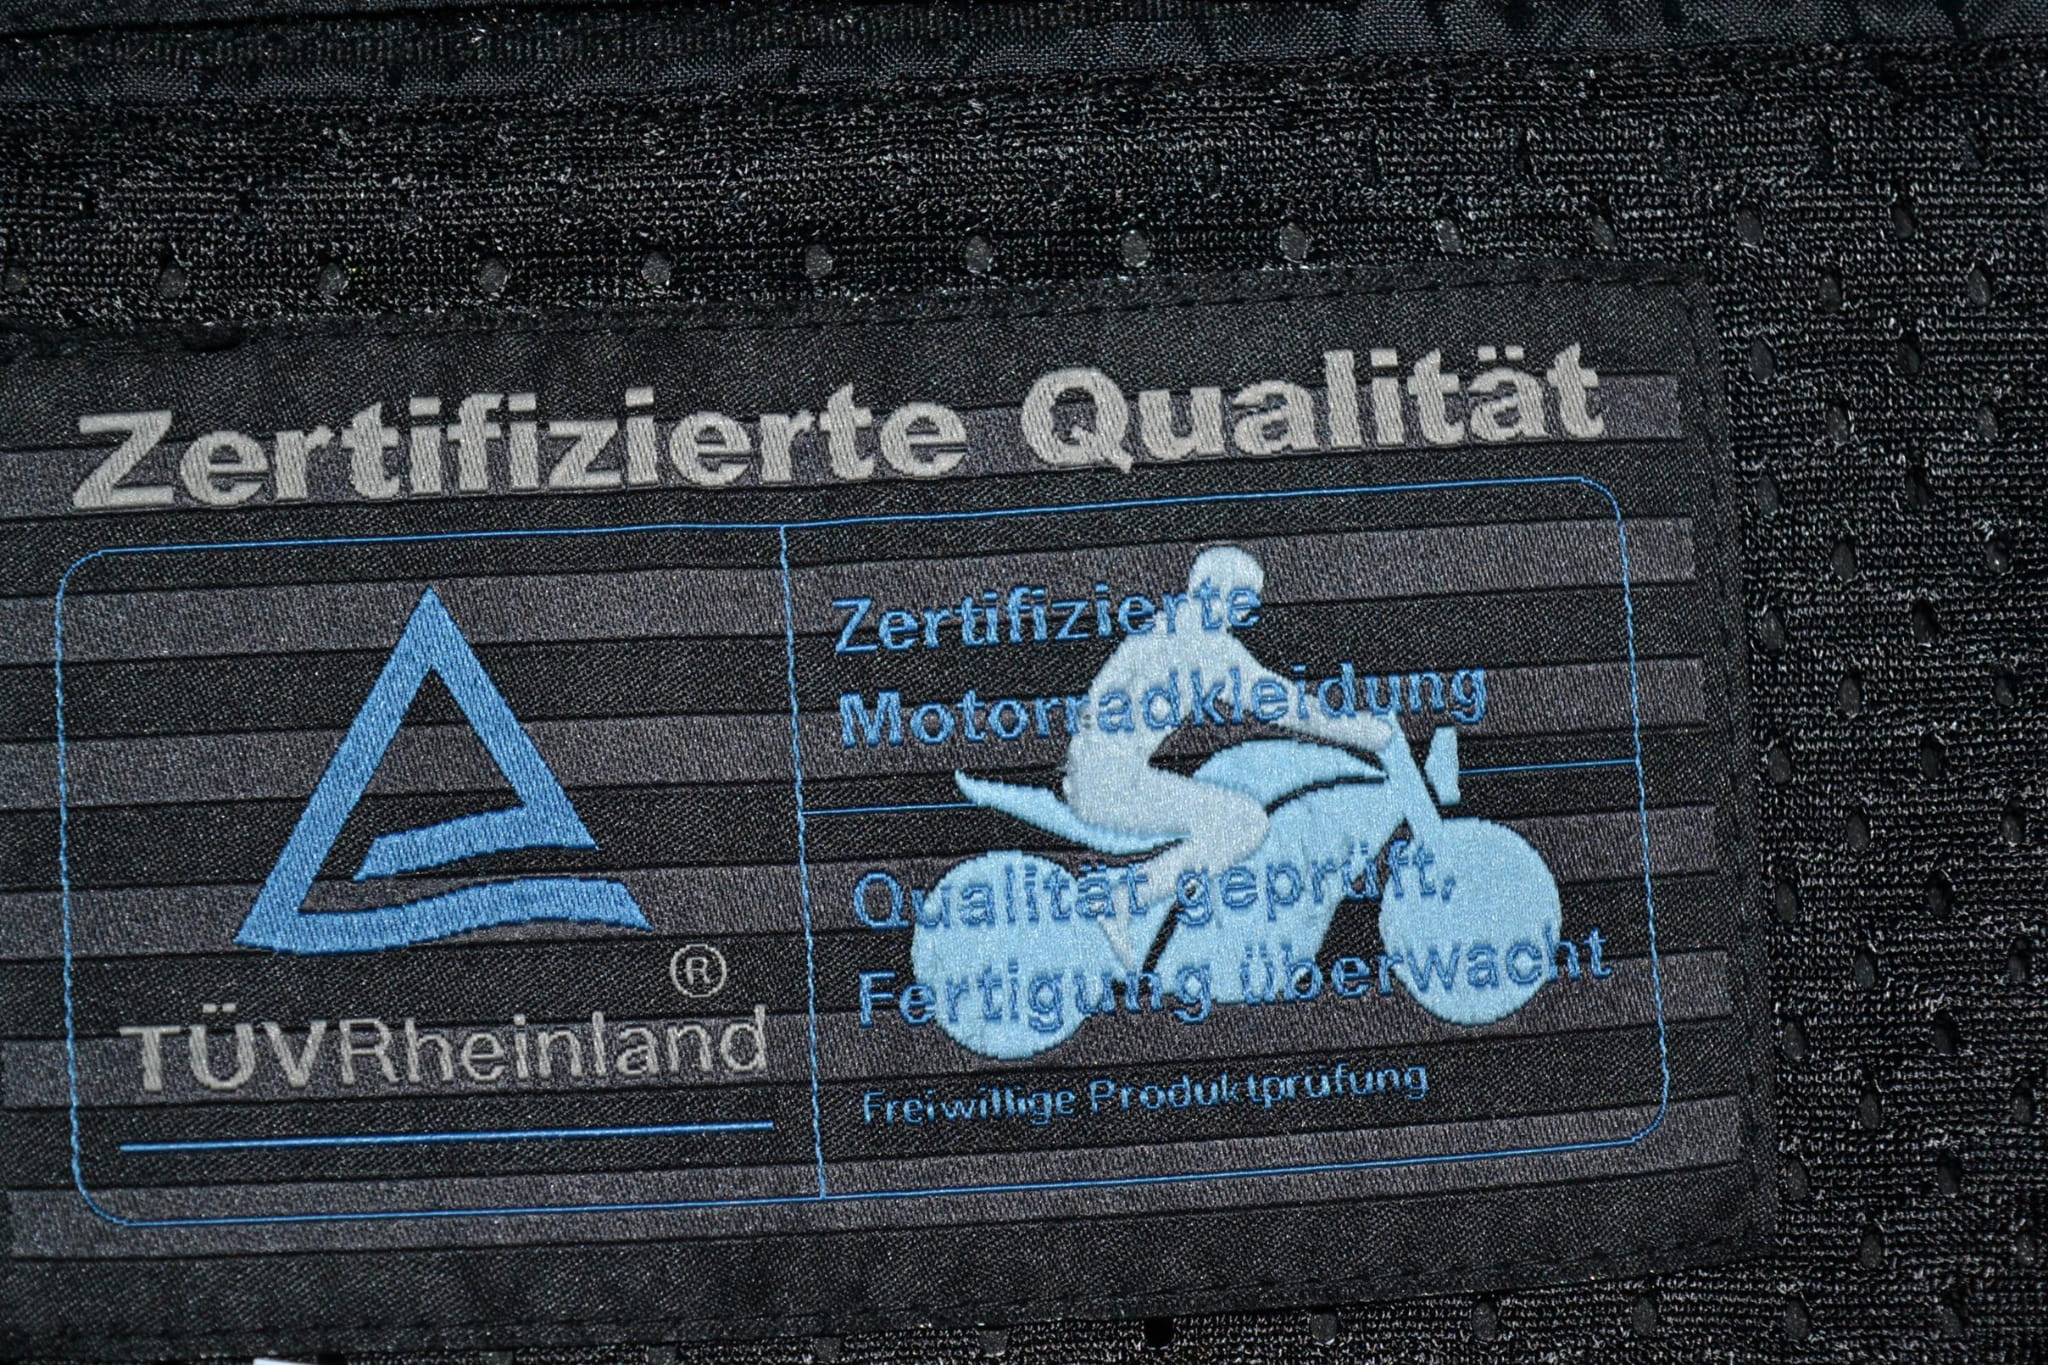 Zertifizierte Qualität
®
TÜVRheinland
Zertifizierte
Motorradkleidung
Qualität geprüft,
Fertigung überwacht
Freiwillige Produktprüfung